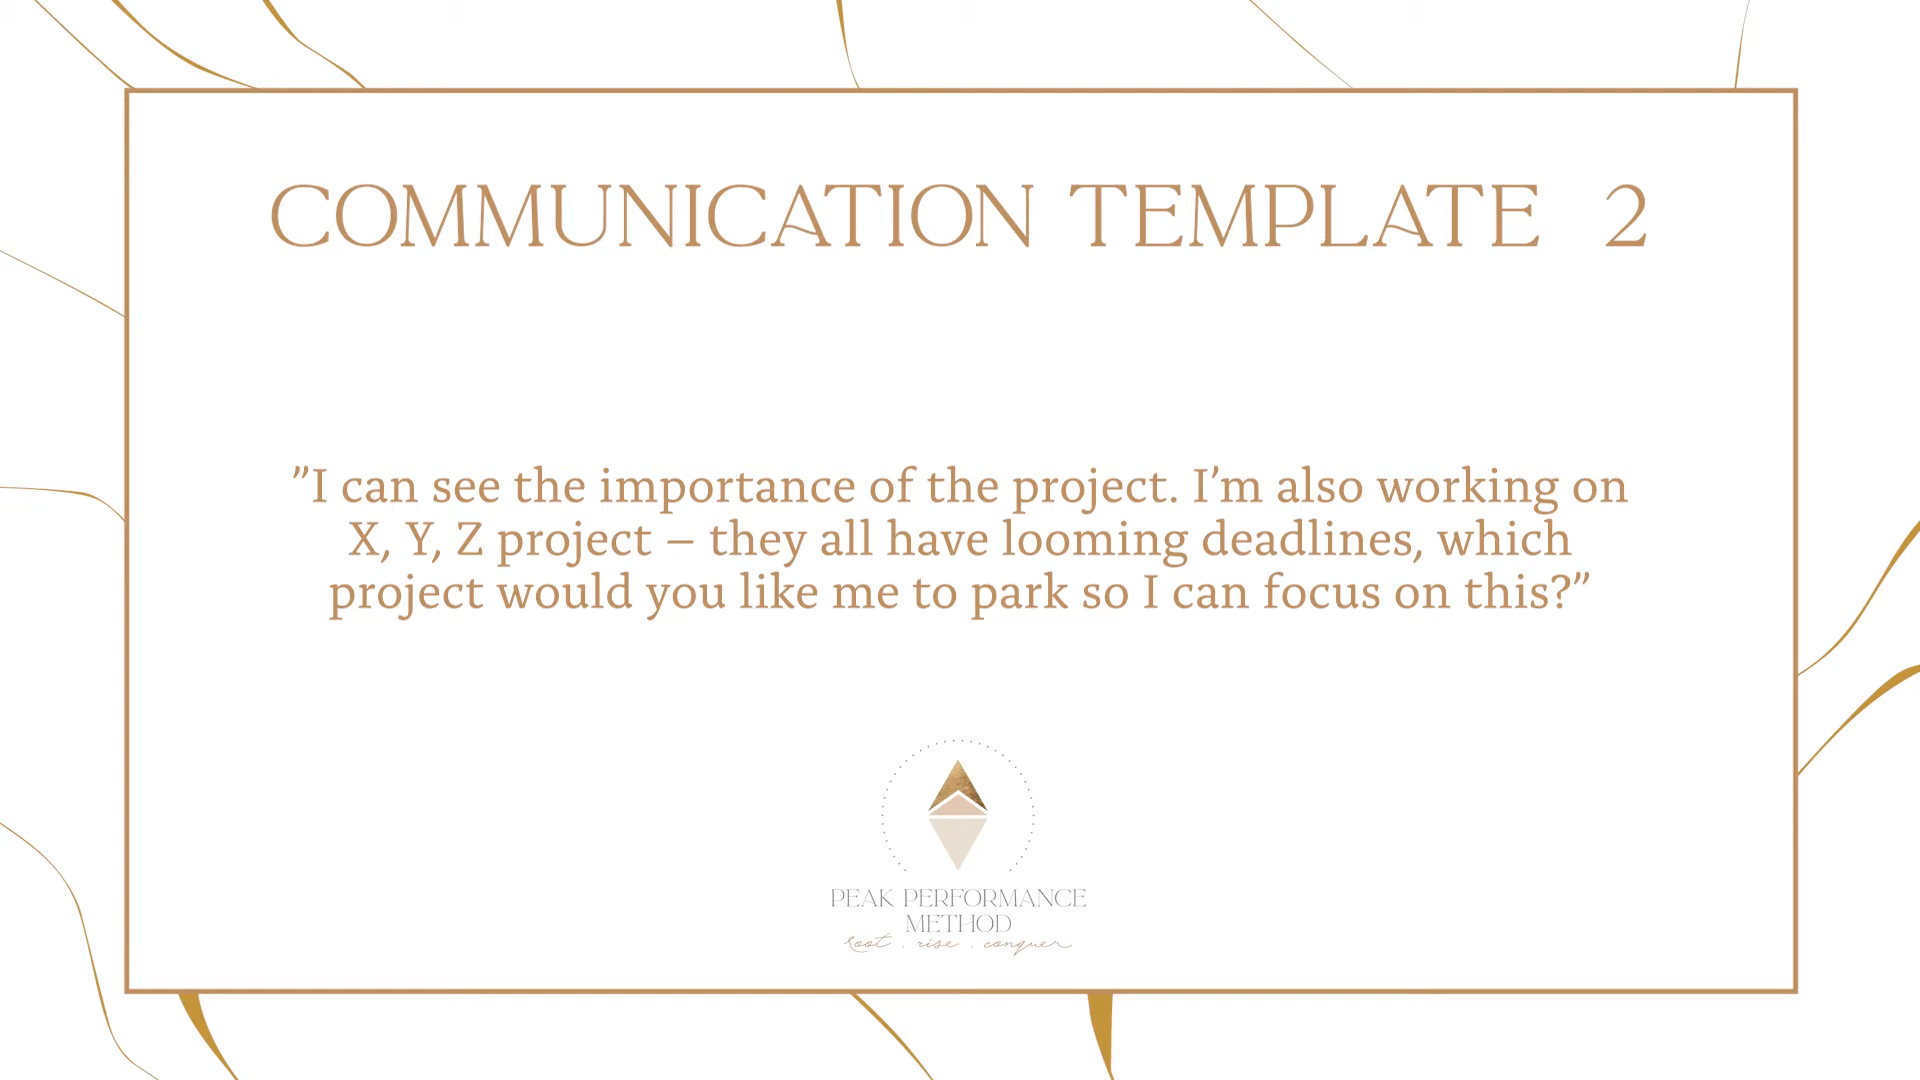 COMMUNICATION TEMPLATE 2
”I can see the importance of the project. I’m also working on
X, Y, Z project – they all have looming deadlines, which
project would you like me to park so I can focus on this?”
PEAK PERFORMANCE
METHOD
root . rise . conquer